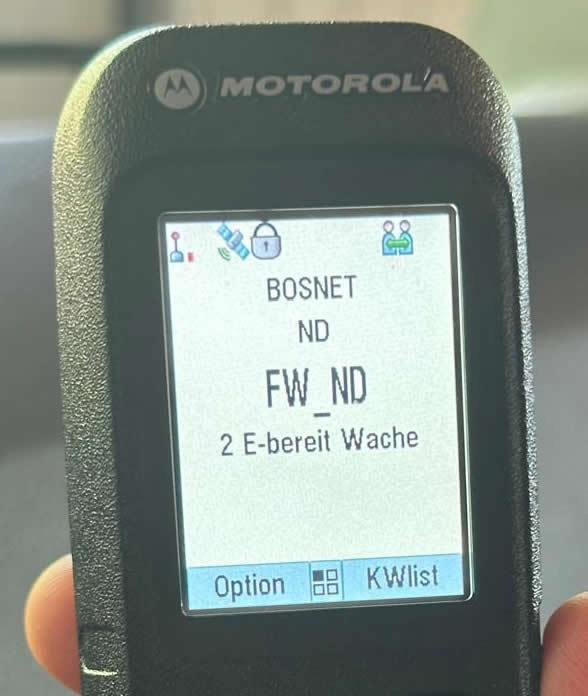 MOTOROLA
BOSNET
ND
FW_ND
2 E-bereit Wache
Option KWlist